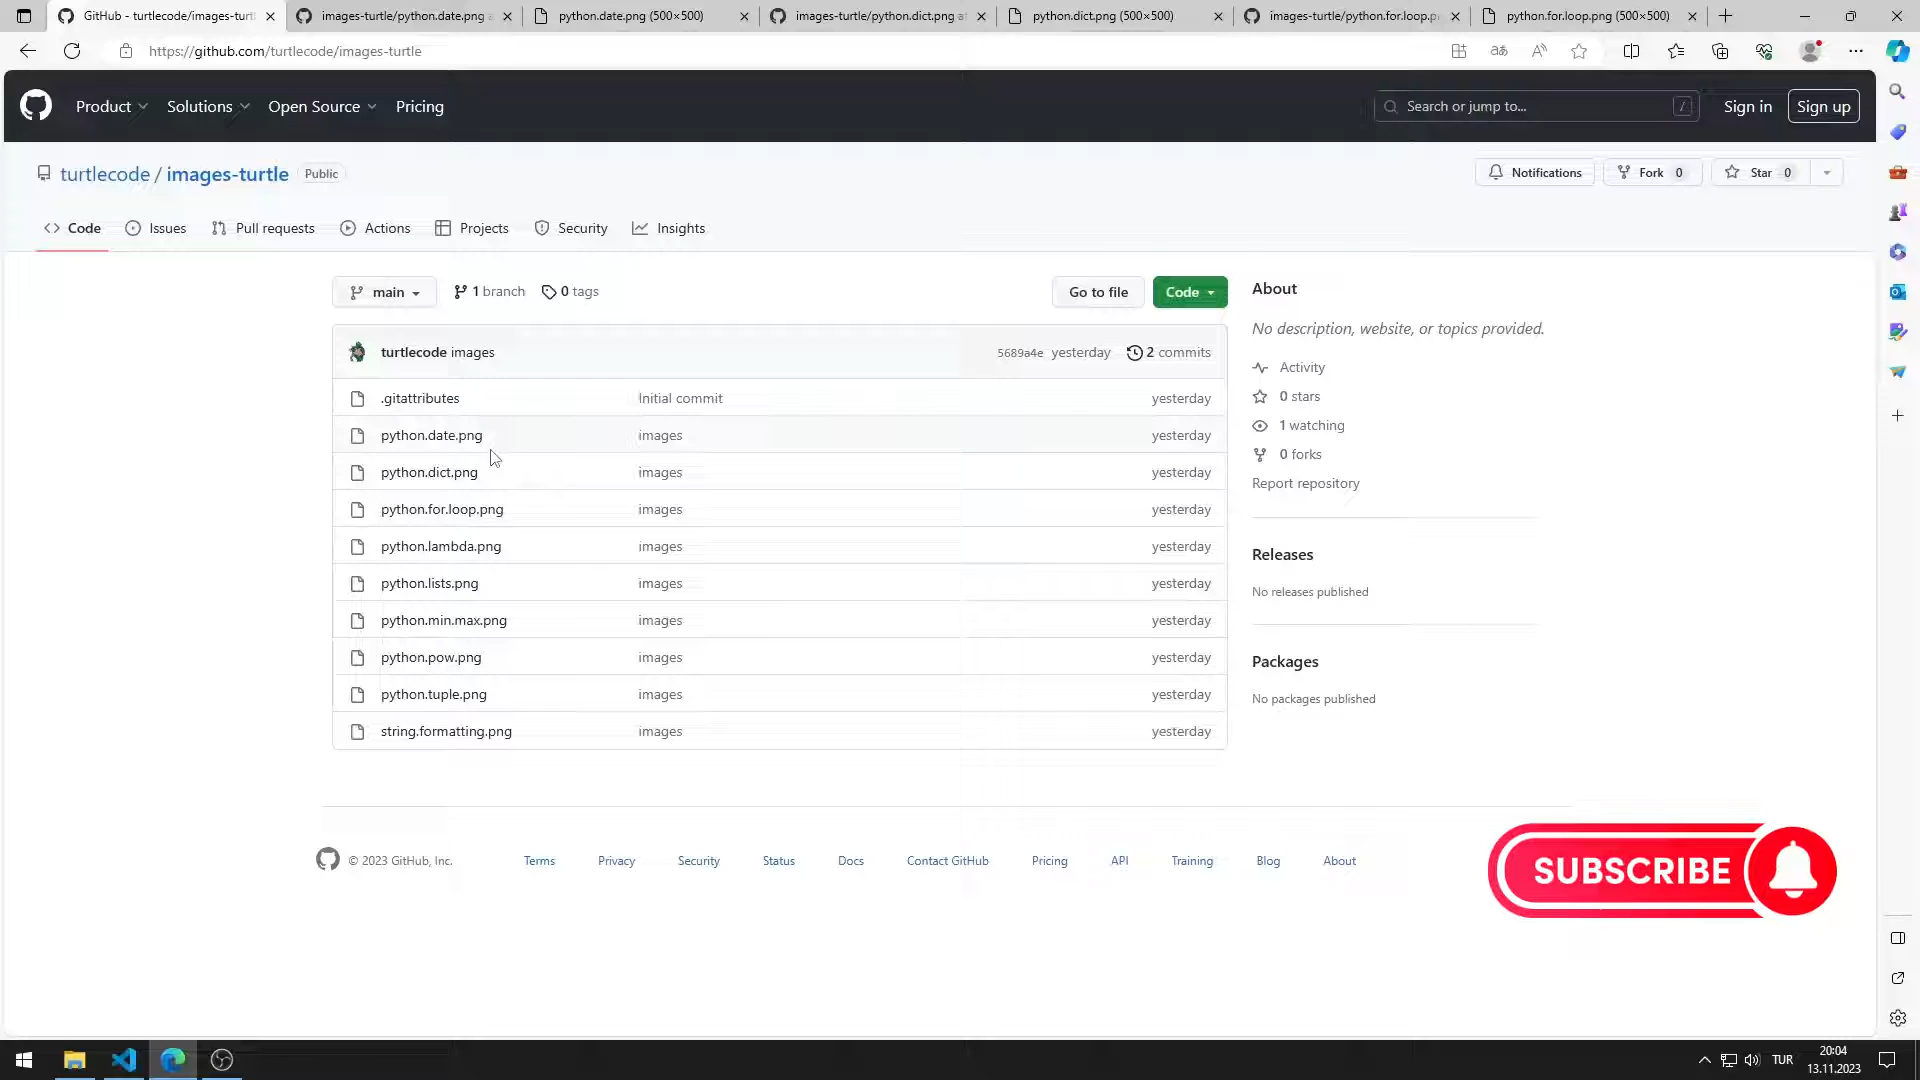 GitHub - turtlecode/images-turtl
images-turtle/python.date.png a
python.date.png (500×500)
images-turtle/python.dict.png at
python.dict.png (500×500)
images-turtle/python.for.loop.p
python.for.loop.png (500×500)
https://github.com/turtlecode/images-turtle
Product
Solutions
Open Source
Pricing
Search or jump to...
/
Sign in
Sign up
turtlecode / images-turtle
Public
Notifications
Fork 0
Star 0
Code
Issues
Pull requests
Actions
Projects
Security
Insights
main
1 branch
0 tags
Go to file
Code
turtlecode images
5689a4e yesterday
2 commits
.gitattributes Initial commit yesterday
python.date.png images yesterday
python.dict.png images yesterday
python.for.loop.png images yesterday
python.lambda.png images yesterday
python.lists.png images yesterday
python.min.max.png images yesterday
python.pow.png images yesterday
python.tuple.png images yesterday
string.formatting.png images yesterday
About
No description, website, or topics provided.
Activity
0 stars
1 watching
0 forks
Report repository
Releases
No releases published
Packages
No packages published
© 2023 GitHub, Inc.
Terms
Privacy
Security
Status
Docs
Contact GitHub
Pricing
API
Training
Blog
About
SUBSCRIBE
TUR
20:04
13.11.2023